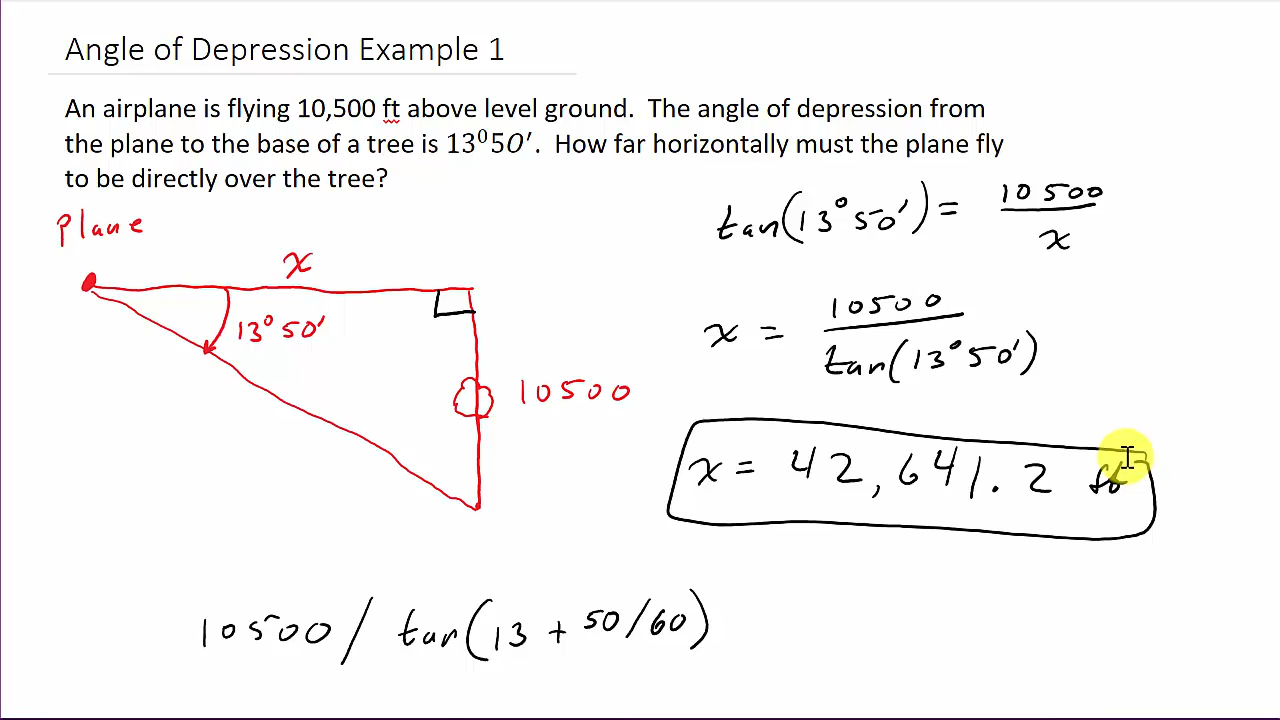 Angle of Depression Example 1
An airplane is flying 10,500 ft above level ground. The angle of depression from
the plane to the base of a tree is 13⁰50′. How far horizontally must the plane fly
to be directly over the tree?
Plane
x
13° 50'
10500
tan(13° 50') = 10500 / x
x = 10500 / tan(13° 50')
x = 42,641.2 ft
10500 / tan(13 + 50/60)